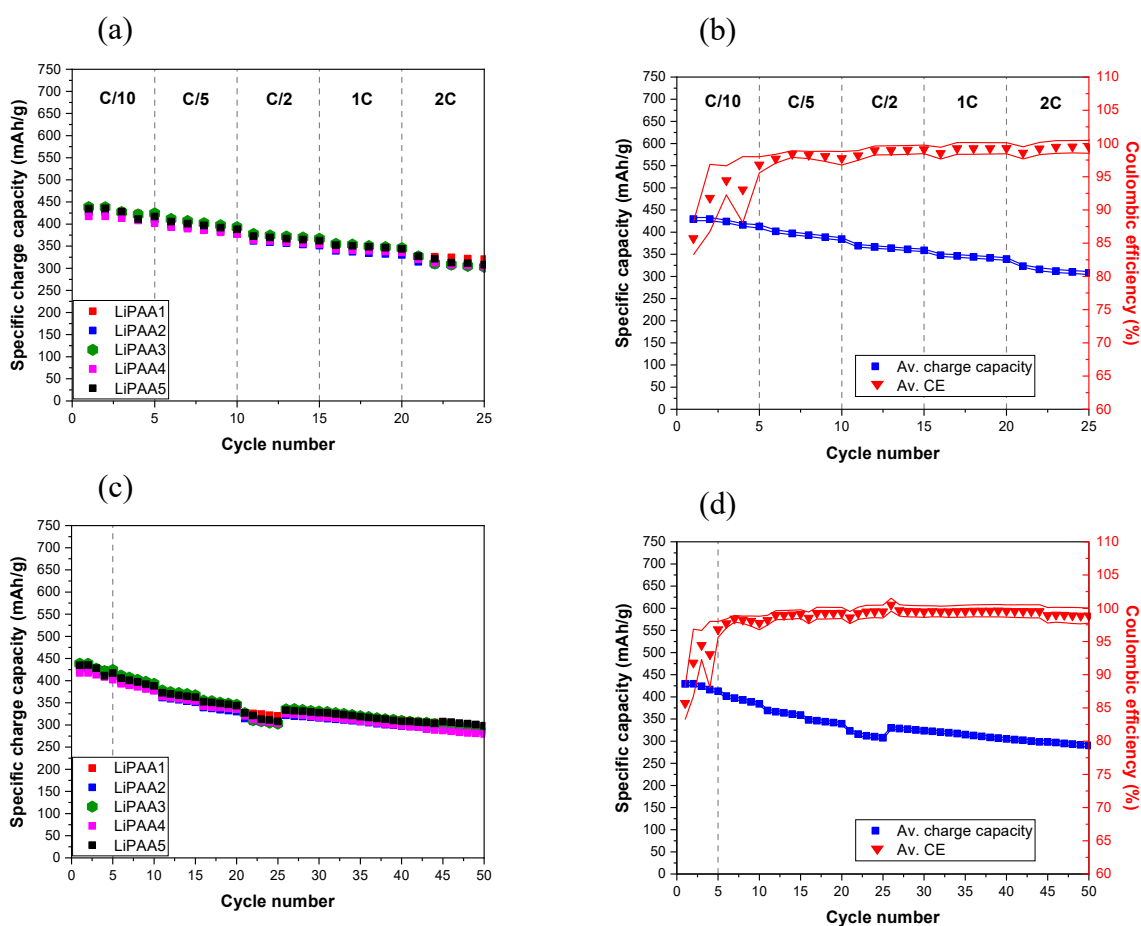 (a)
Specific charge capacity (mAh/g)
750
700
650
600
550
500
450
400
350
300
250
200
150
100
50
0
C/10 C/5 C/2 1C 2C
LiPAA1
LiPAA2
LiPAA3
LiPAA4
LiPAA5
0 5 10 15 20 25
Cycle number
(b)
Specific capacity (mAh/g)
750
700
650
600
550
500
450
400
350
300
250
200
150
100
50
0
C/10 C/5 C/2 1C 2C
Av. charge capacity
Av. CE
110
105
100
95
90
85
80
75
70
65
60
Coulombic efficiency (%)
0 5 10 15 20 25
Cycle number
(c)
Specific charge capacity (mAh/g)
750
700
650
600
550
500
450
400
350
300
250
200
150
100
50
0
LiPAA1
LiPAA2
LiPAA3
LiPAA4
LiPAA5
0 5 10 15 20 25 30 35 40 45 50
Cycle number
(d)
Specific capacity (mAh/g)
750
700
650
600
550
500
450
400
350
300
250
200
150
100
50
0
Av. charge capacity
Av. CE
110
105
100
95
90
85
80
75
70
65
60
Coulombic efficiency (%)
0 5 10 15 20 25 30 35 40 45 50
Cycle number